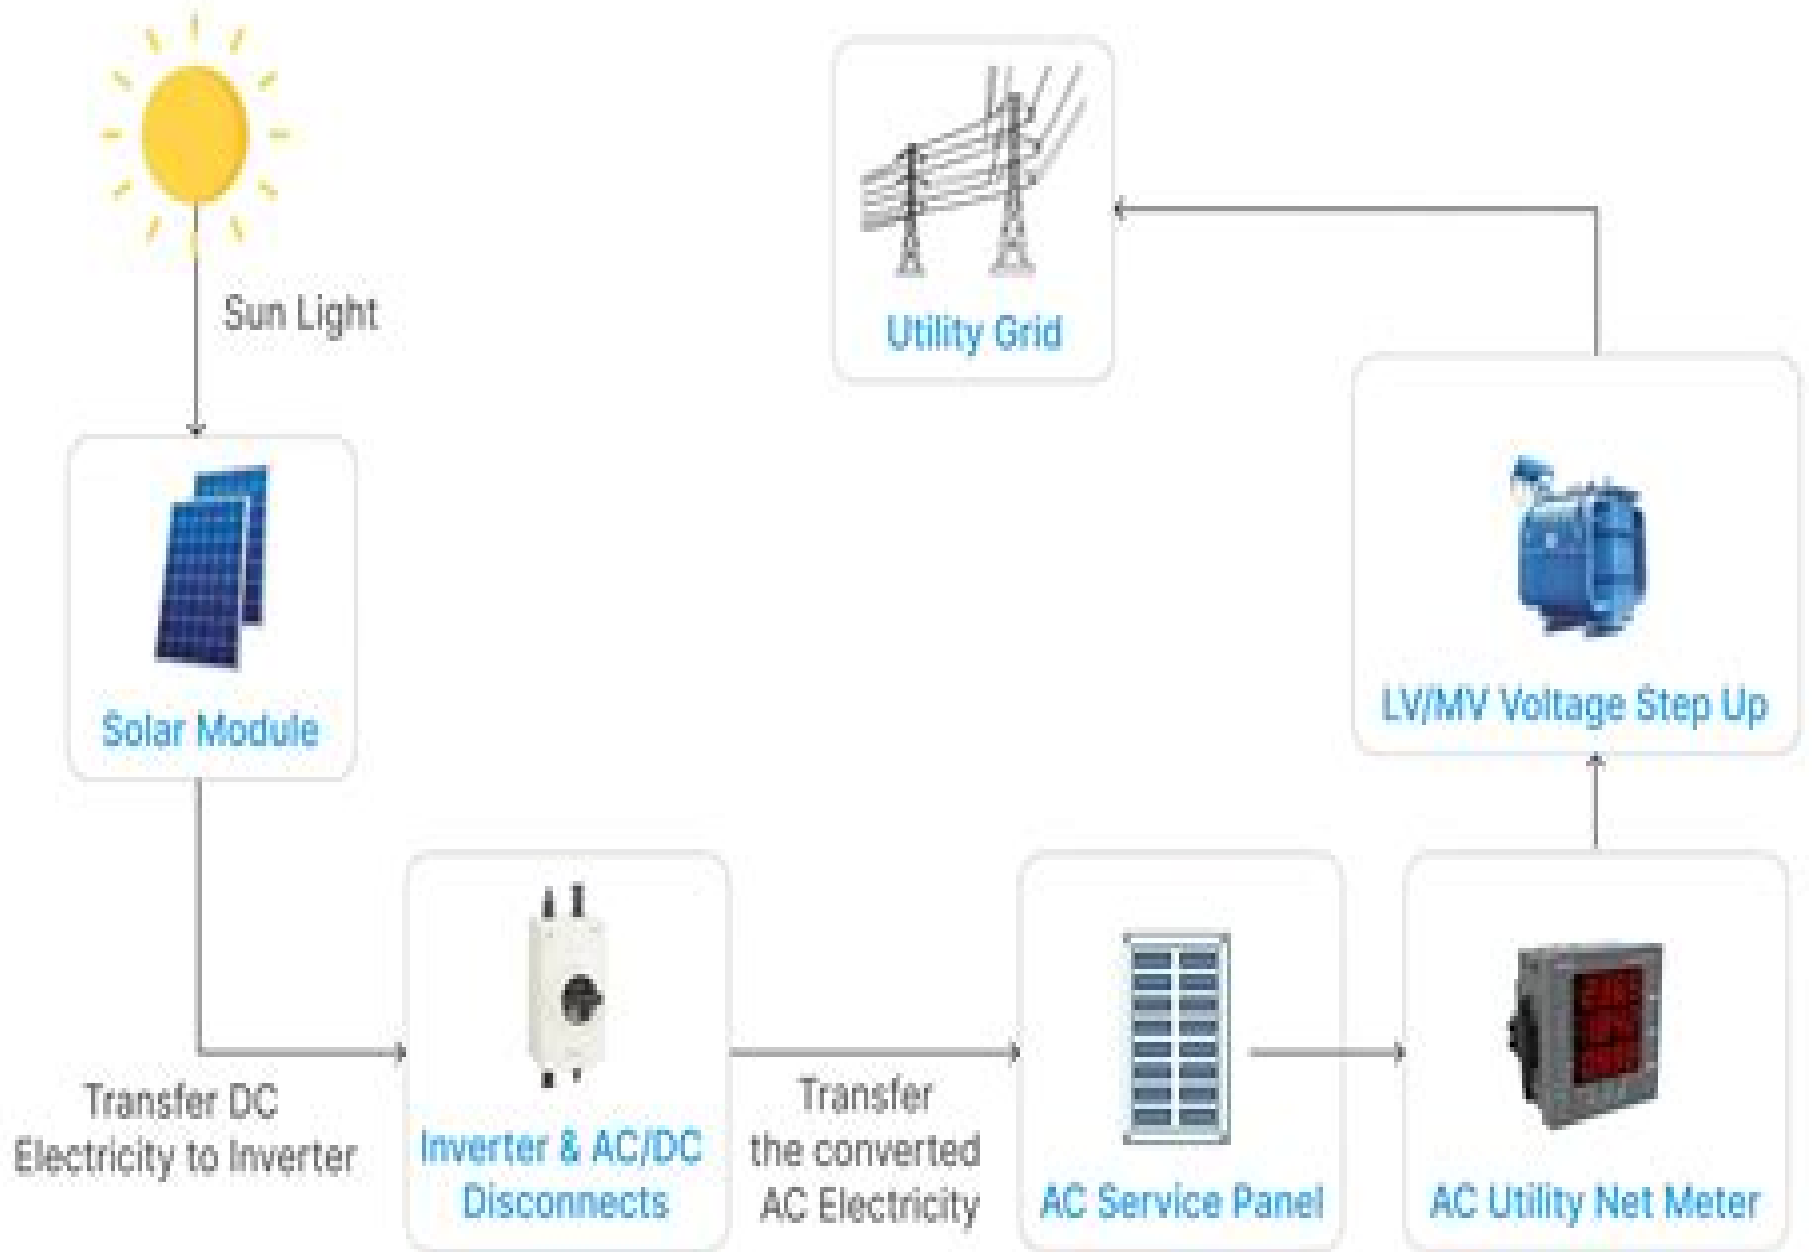 Sun Light
Utility Grid
Solar Module
LV/MV Voltage Step Up
Transfer DC
Electricity to Inverter
Inverter & AC/DC
Disconnects
Transfer
the converted
AC Electricity
AC Service Panel
AC Utility Net Meter